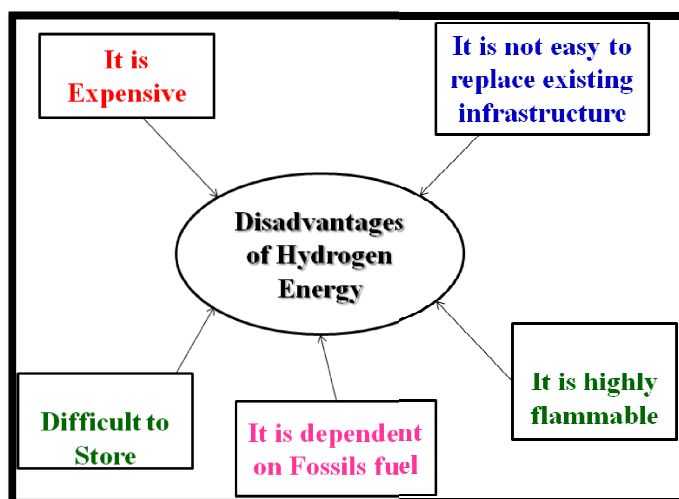 It is
Expensive
It is not easy to
replace existing
infrastructure
Disadvantages
of Hydrogen
Energy
Difficult to
Store
It is dependent
on Fossils fuel
It is highly
flammable